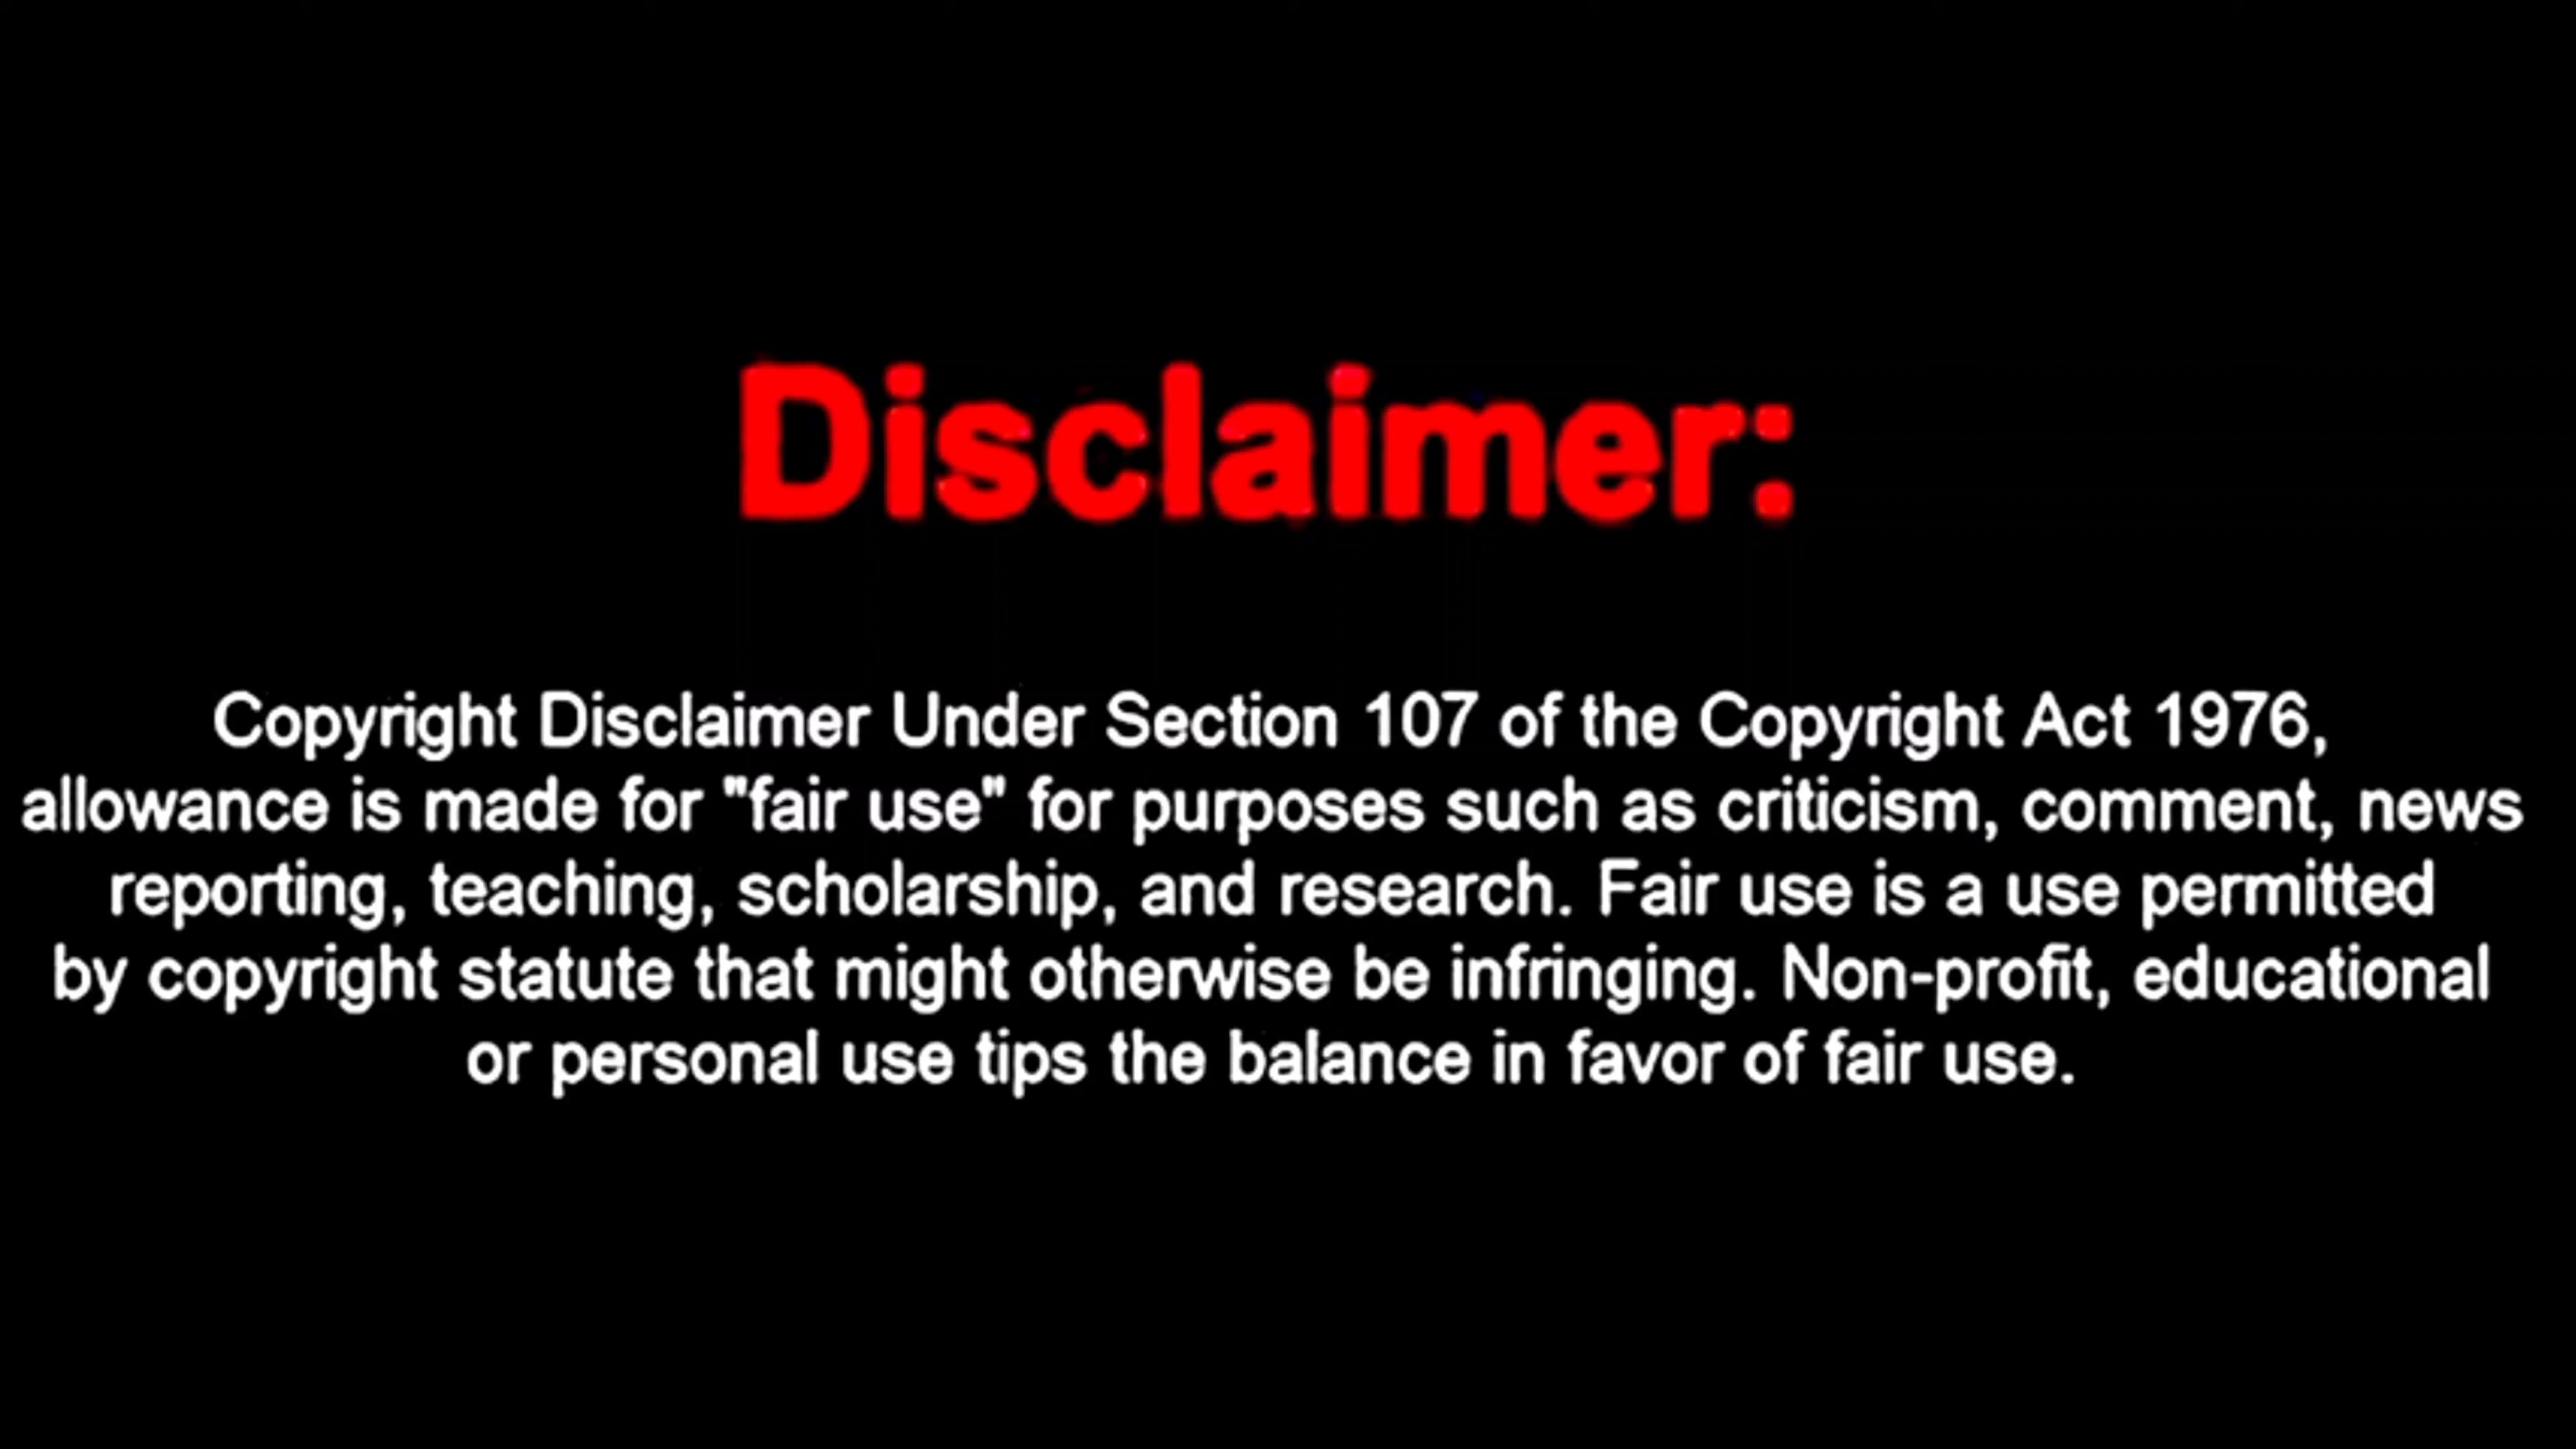 Disclaimer:
Copyright Disclaimer Under Section 107 of the Copyright Act 1976,
allowance is made for "fair use" for purposes such as criticism, comment, news
reporting, teaching, scholarship, and research. Fair use is a use permitted
by copyright statute that might otherwise be infringing. Non-profit, educational
or personal use tips the balance in favor of fair use.